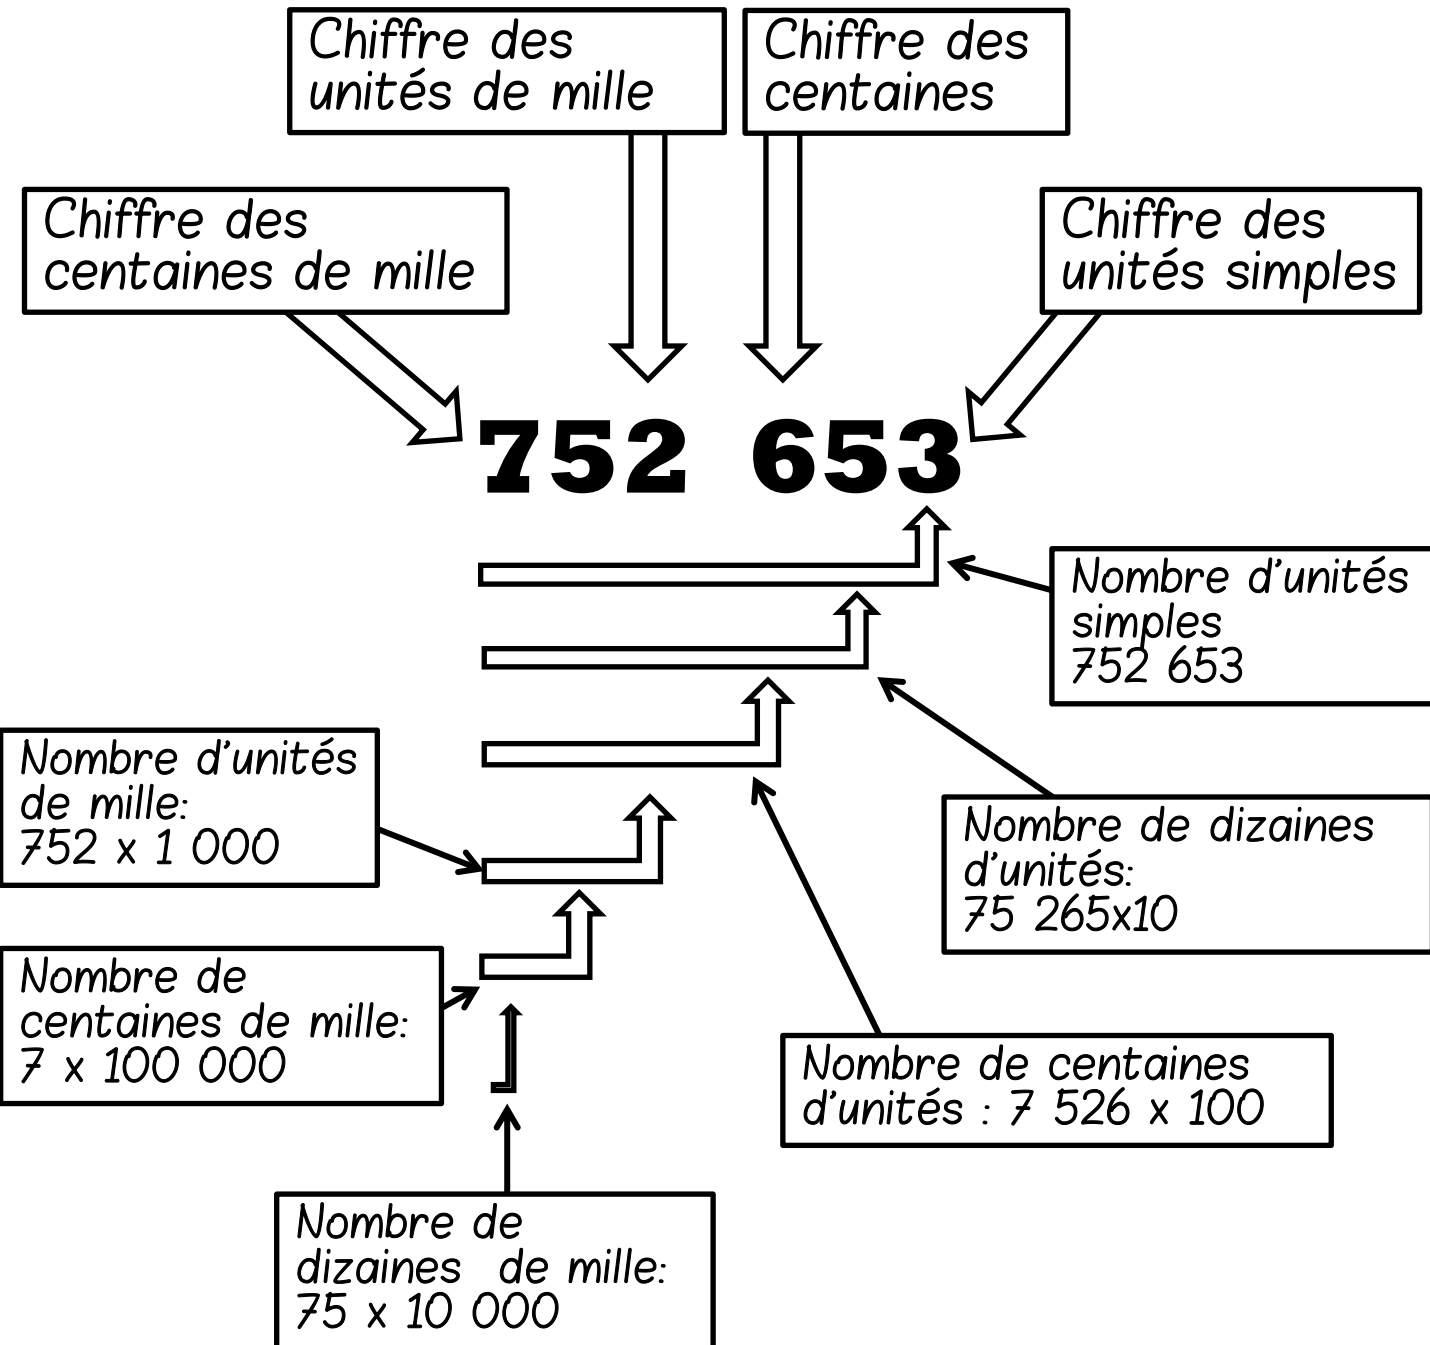 Chiffre des
unités de mille
Chiffre des
centaines
Chiffre des
centaines de mille
Chiffre des
unités simples
752 653
Nombre d'unités
simples
752 653
Nombre d'unités
de mille:
752 x 1 000
Nombre de dizaines
d'unités:
75 265x10
Nombre de
centaines de mille:
7 x 100 000
Nombre de centaines
d'unités : 7 526 x 100
Nombre de
dizaines de mille:
75 x 10 000